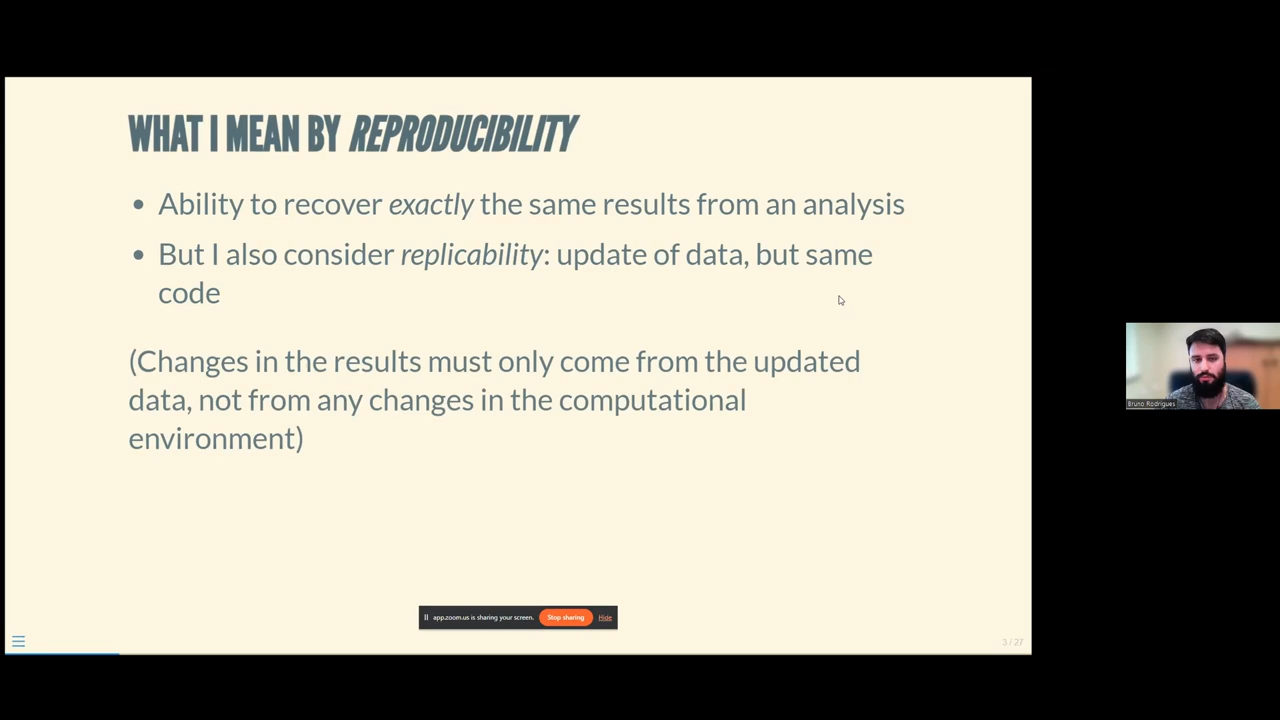 WHAT I MEAN BY REPRODUCIBILITY
• Ability to recover exactly the same results from an analysis
• But I also consider replicability: update of data, but same
code
(Changes in the results must only come from the updated
data, not from any changes in the computational
environment)
Bruno Rodrigues
app.zoom.us is sharing your screen. Stop sharing Hide
3 / 27